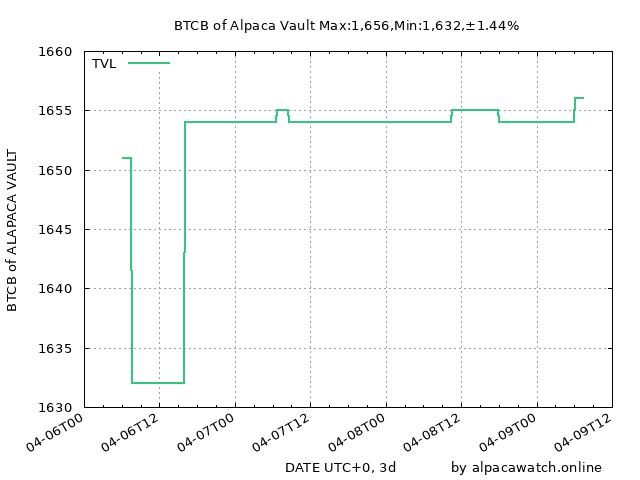 BTCB of Alpaca Vault Max:1,656,Min:1,632,±1.44%
TVL
1660
1655
1650
1645
1640
1635
1630
BTCB of ALAPACA VAULT
04-06T00
04-06T12
04-07T00
04-07T12
04-08T00
04-08T12
04-09T00
04-09T12
DATE UTC+0, 3d
by alpacawatch.online